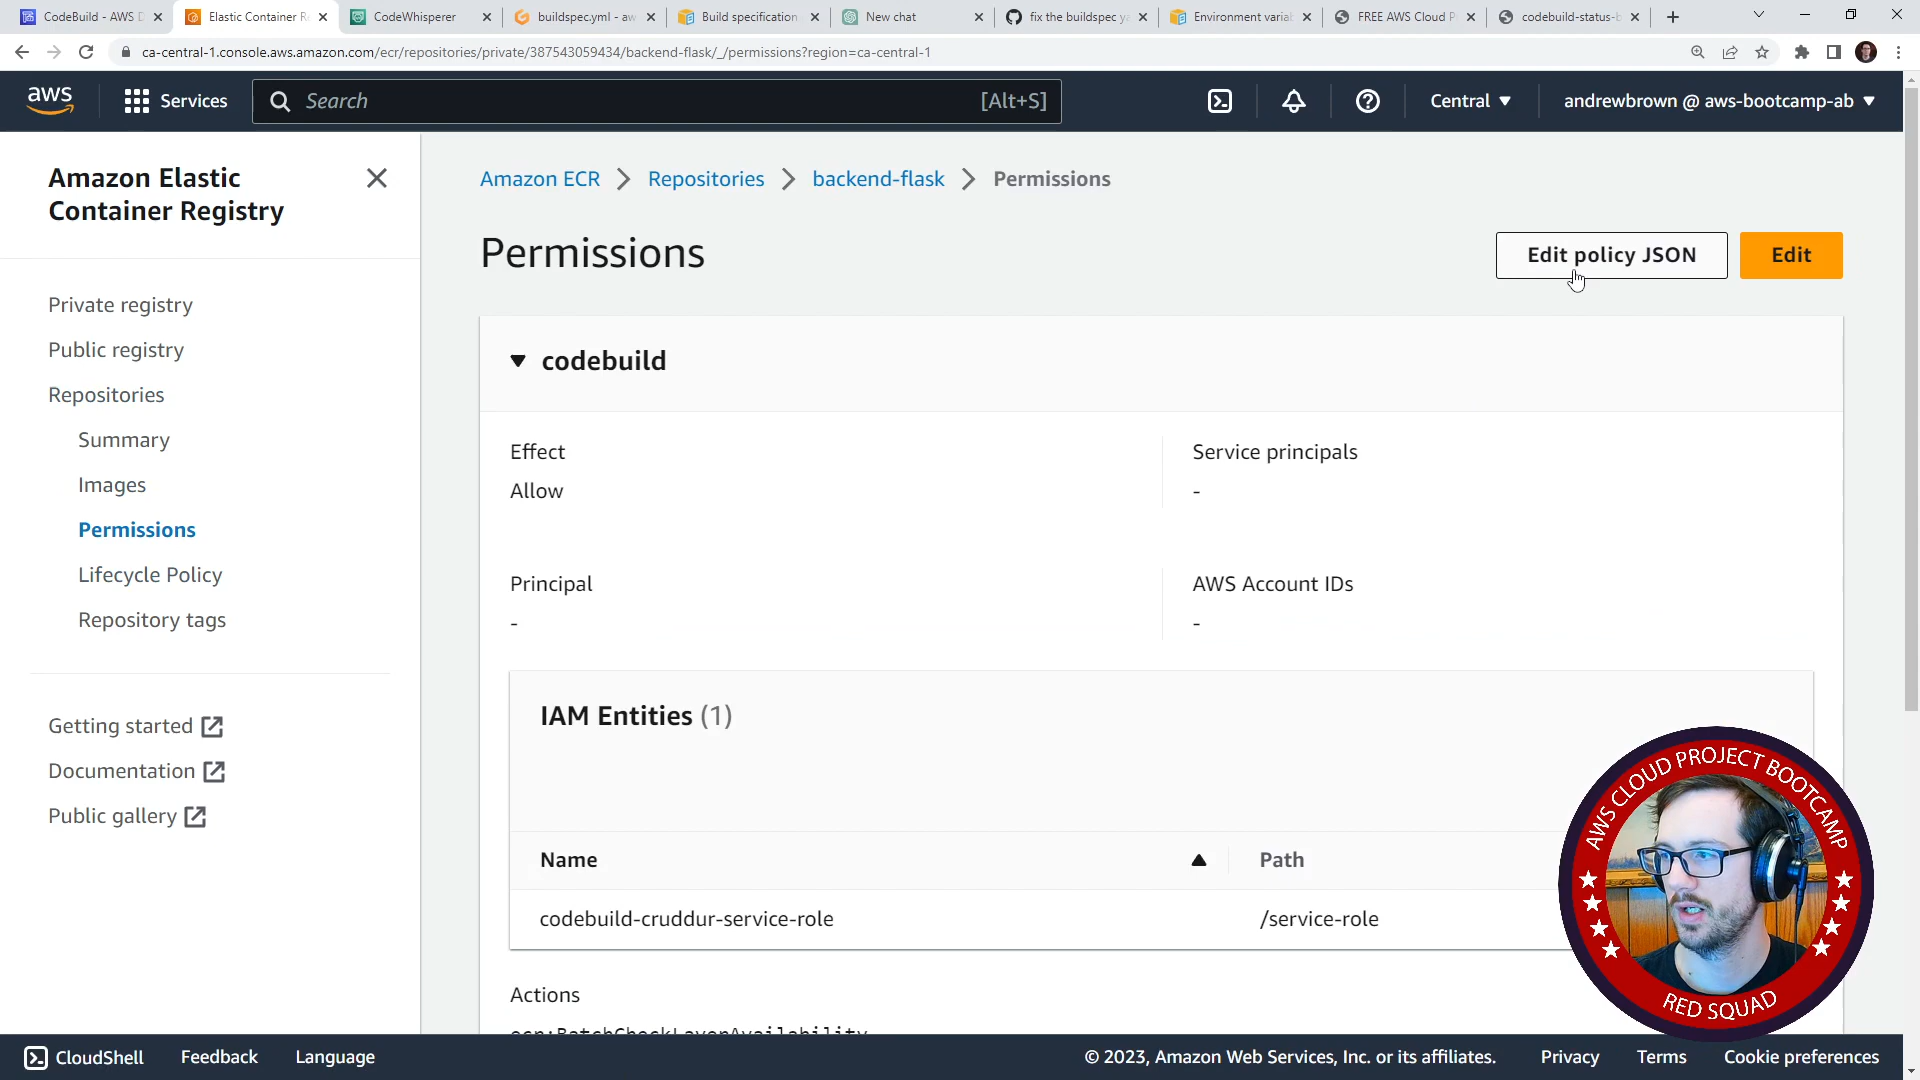 CodeBuild - AWS D
Elastic Container R
CodeWhisperer
buildspec.yml - aw
Build specification
New chat
fix the buildspec ya
Environment varia
FREE AWS Cloud P
codebuild-status-b
ca-central-1.console.aws.amazon.com/ecr/repositories/private/387543059434/backend-flask/_/permissions?region=ca-central-1
aws
Services
Search
[Alt+S]
Central
andrewbrown @ aws-bootcamp-ab
Amazon Elastic
Container Registry
Private registry
Public registry
Repositories
Summary
Images
Permissions
Lifecycle Policy
Repository tags
Getting started
Documentation
Public gallery
Amazon ECR
Repositories
backend-flask
Permissions
Permissions
Edit policy JSON
Edit
codebuild
Effect
Service principals
Allow
-
Principal
AWS Account IDs
-
-
IAM Entities (1)
Name
Path
codebuild-cruddur-service-role
/service-role
Actions
ecr:BatchCheckLayerAvailability
AWS CLOUD PROJECT BOOTCAMP
RED SQUAD
CloudShell
Feedback
Language
© 2023, Amazon Web Services, Inc. or its affiliates.
Privacy
Terms
Cookie preferences